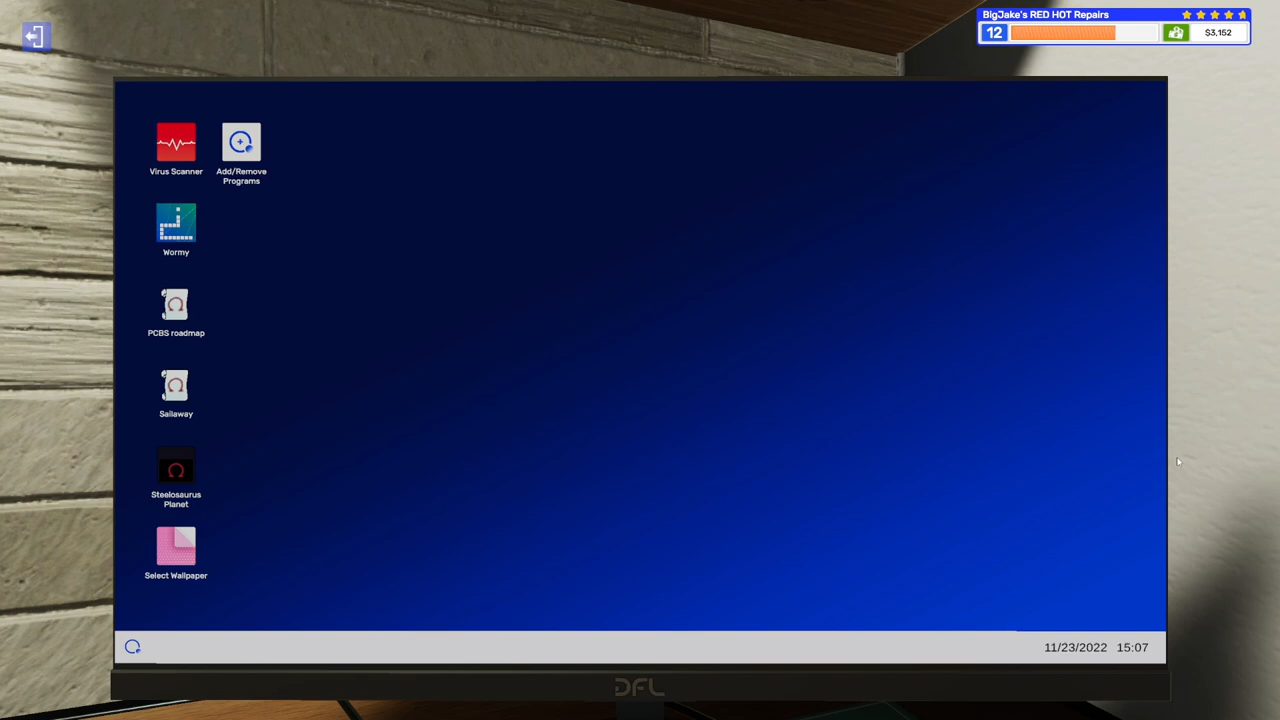 BigJake's RED HOT Repairs
12
$3,152
Virus Scanner
Add/Remove
Programs
Wormy
PCBS roadmap
Sailaway
Steelosaurus
Planet
Select Wallpaper
11/23/2022 15:07
DFL